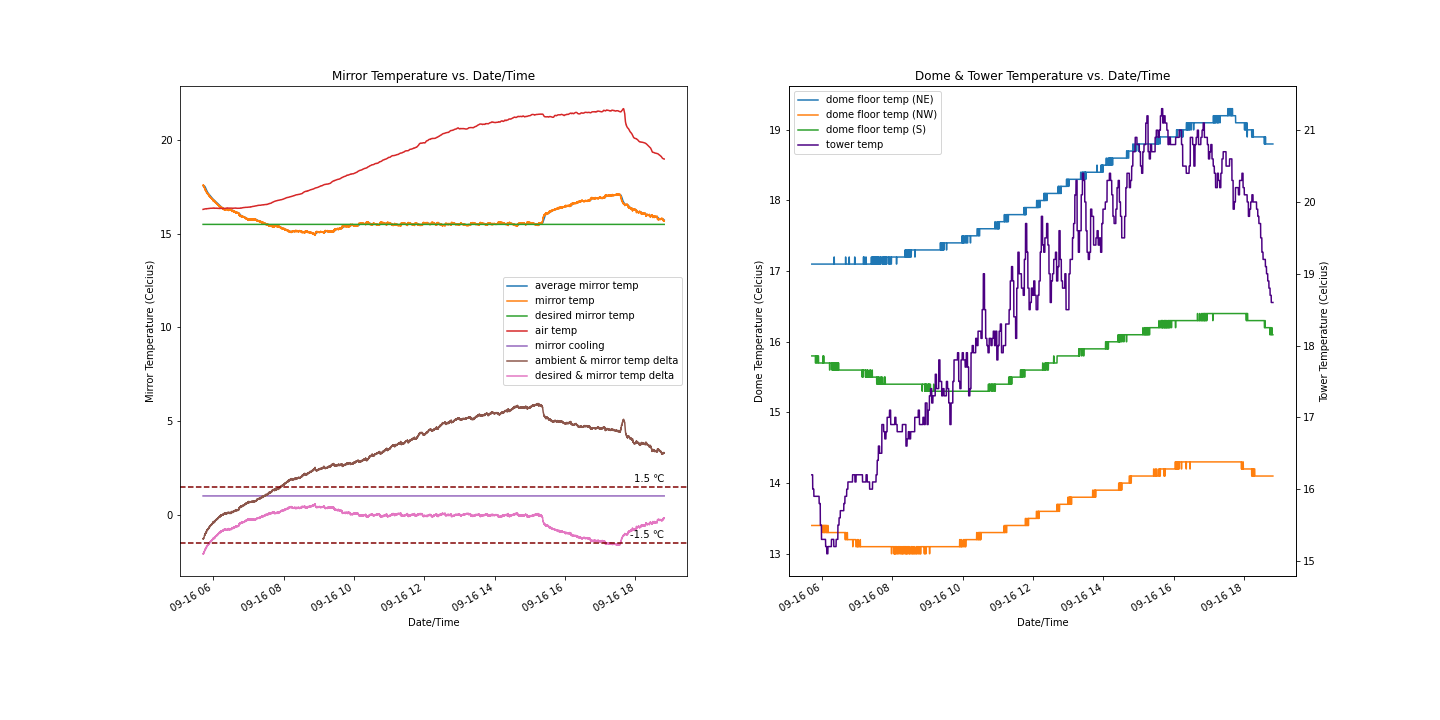 Mirror Temperature vs. Date/Time
Mirror Temperature (Celcius)
20
15
10
5
0
average mirror temp
mirror temp
desired mirror temp
air temp
mirror cooling
ambient & mirror temp delta
desired & mirror temp delta
1.5 °C
-1.5 °C
09-16 06
09-16 08
09-16 10
09-16 12
09-16 14
09-16 16
09-16 18
Date/Time
Dome & Tower Temperature vs. Date/Time
Dome Temperature (Celcius)
19
18
17
16
15
14
13
dome floor temp (NE)
dome floor temp (NW)
dome floor temp (S)
tower temp
21
20
19
18
17
16
15
Tower Temperature (Celcius)
09-16 06
09-16 08
09-16 10
09-16 12
09-16 14
09-16 16
09-16 18
Date/Time